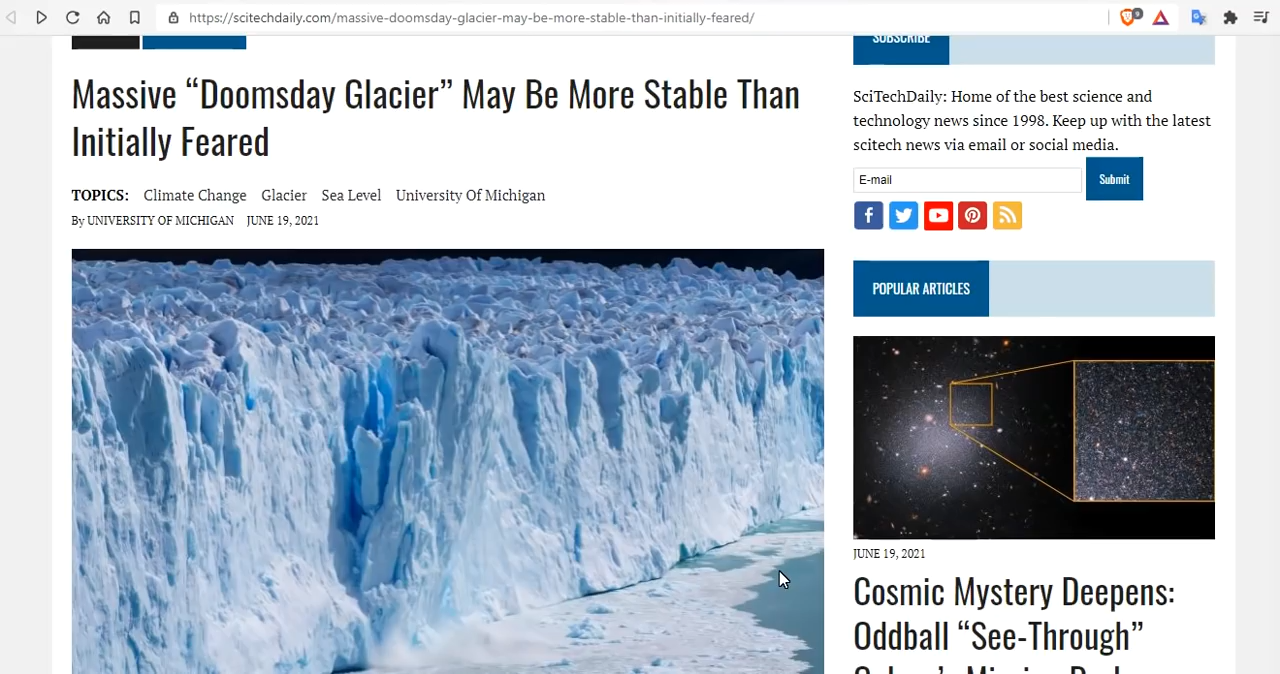 https://scitechdaily.com/massive-doomsday-glacier-may-be-more-stable-than-initially-feared/
9
Massive “Doomsday Glacier” May Be More Stable Than
Initially Feared
TOPICS: Climate Change Glacier Sea Level University Of Michigan
By UNIVERSITY OF MICHIGAN JUNE 19, 2021
SUBSCRIBE
SciTechDaily: Home of the best science and
technology news since 1998. Keep up with the latest
scitech news via email or social media.
E-mail
Submit
POPULAR ARTICLES
JUNE 19, 2021
Cosmic Mystery Deepens:
Oddball “See-Through”